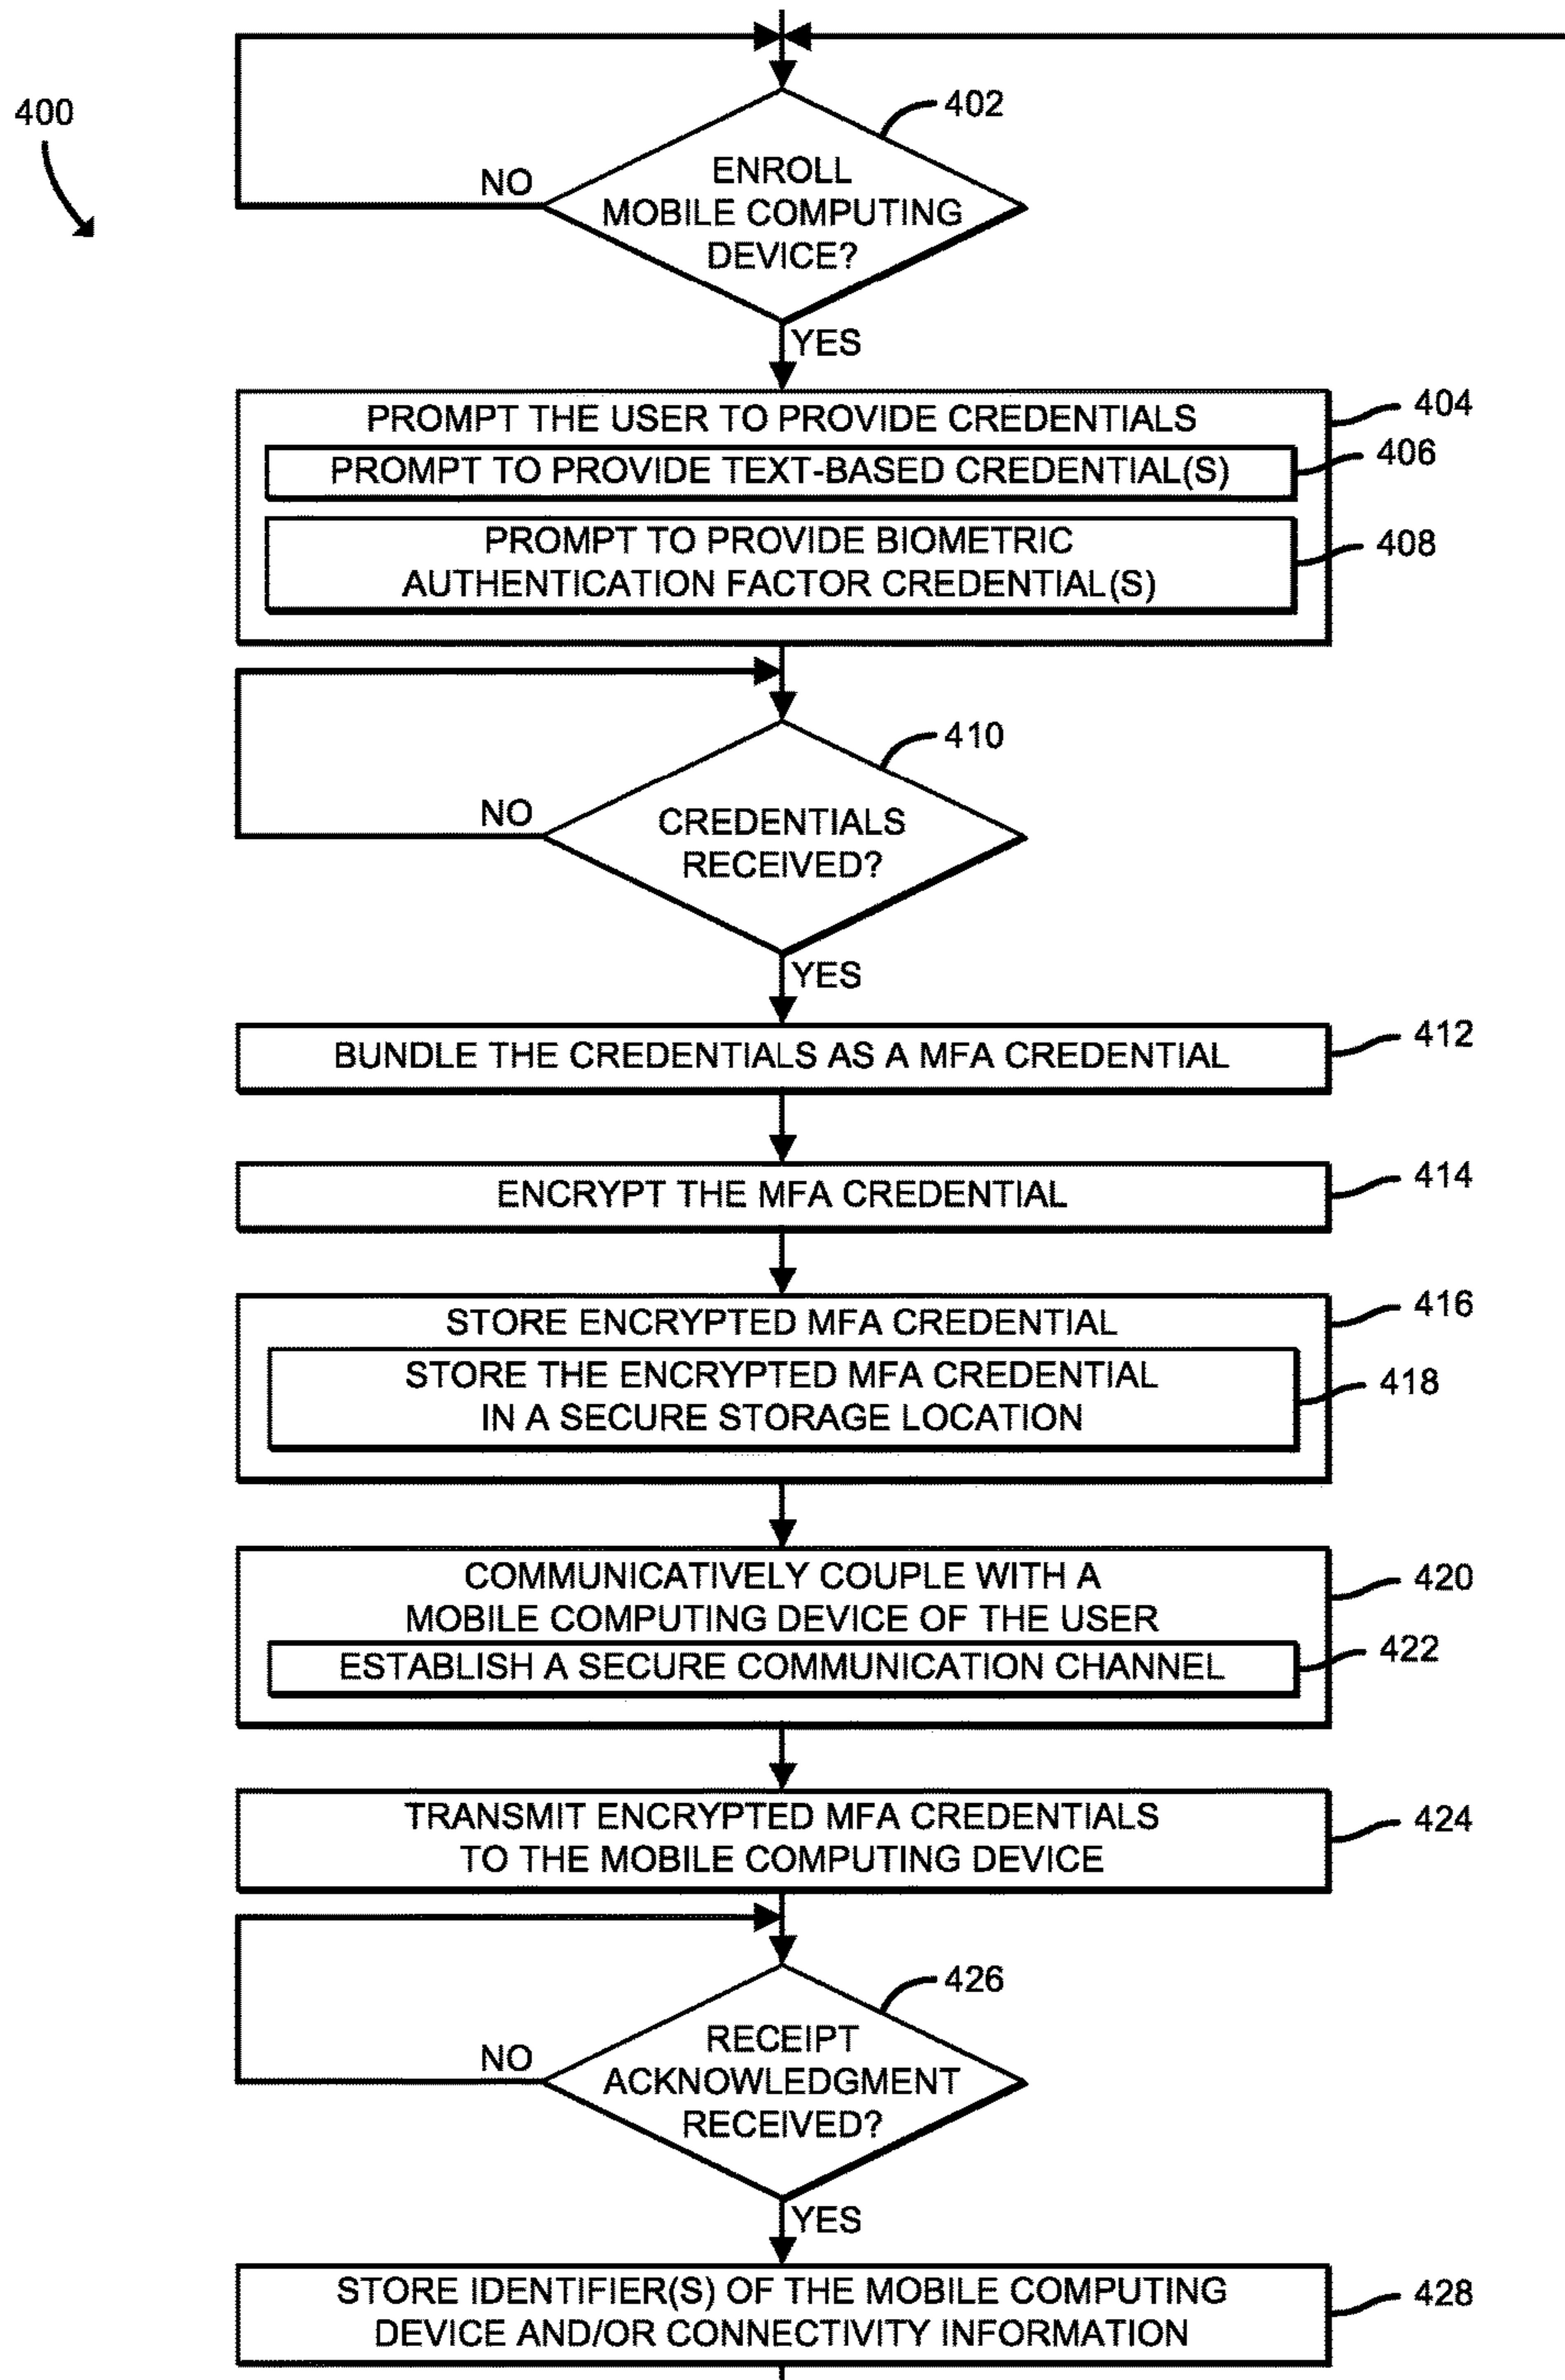 400
402
ENROLL
MOBILE COMPUTING
DEVICE?
NO
YES
PROMPT THE USER TO PROVIDE CREDENTIALS
404
PROMPT TO PROVIDE TEXT-BASED CREDENTIAL(S)
406
PROMPT TO PROVIDE BIOMETRIC
AUTHENTICATION FACTOR CREDENTIAL(S)
408
410
CREDENTIALS
RECEIVED?
NO
YES
BUNDLE THE CREDENTIALS AS A MFA CREDENTIAL
412
ENCRYPT THE MFA CREDENTIAL
414
STORE ENCRYPTED MFA CREDENTIAL
416
STORE THE ENCRYPTED MFA CREDENTIAL
IN A SECURE STORAGE LOCATION
418
COMMUNICATIVELY COUPLE WITH A
MOBILE COMPUTING DEVICE OF THE USER
420
ESTABLISH A SECURE COMMUNICATION CHANNEL
422
TRANSMIT ENCRYPTED MFA CREDENTIALS
TO THE MOBILE COMPUTING DEVICE
424
426
RECEIPT
ACKNOWLEDGMENT
RECEIVED?
NO
YES
STORE IDENTIFIER(S) OF THE MOBILE COMPUTING
DEVICE AND/OR CONNECTIVITY INFORMATION
428